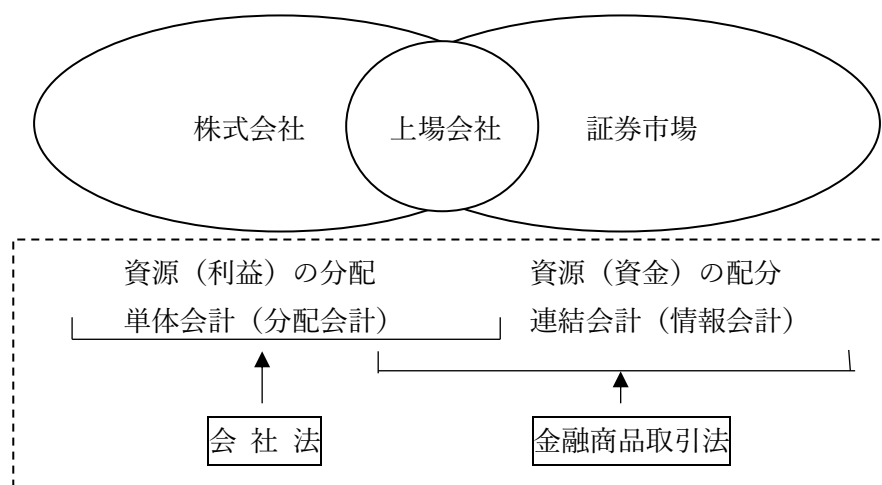 株式会社 上場会社 証券市場
資源（利益）の分配 資源（資金）の配分
単体会計（分配会計） 連結会計（情報会計）
会 社 法 金融商品取引法